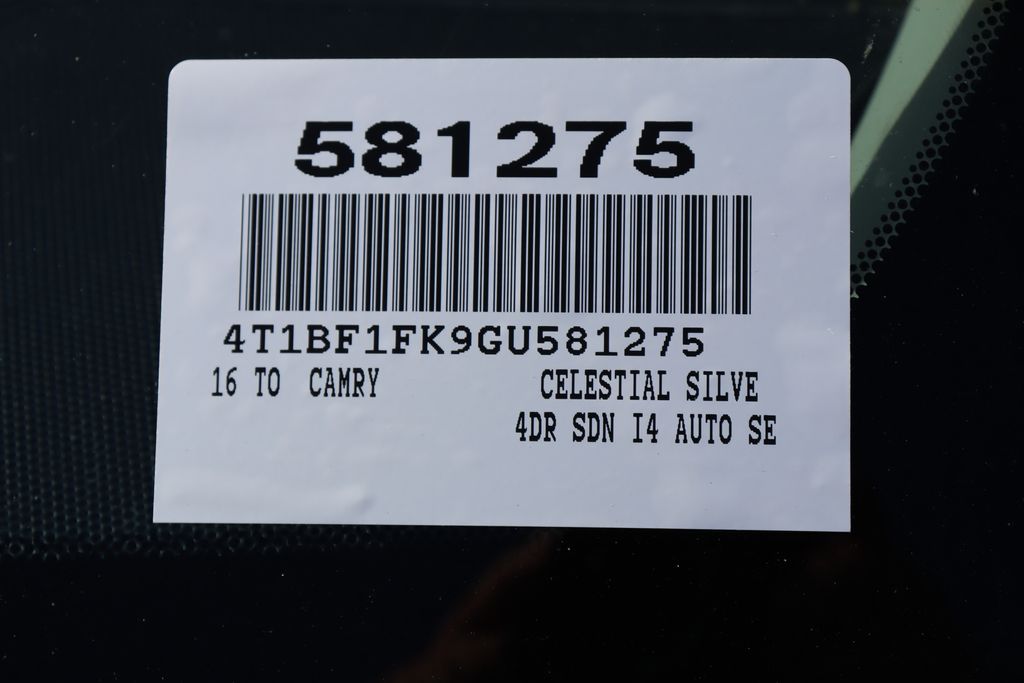 581275
4T1BF1FK9GU581275
16 TO CAMRY CELESTIAL SILVE
4DR SDN I4 AUTO SE